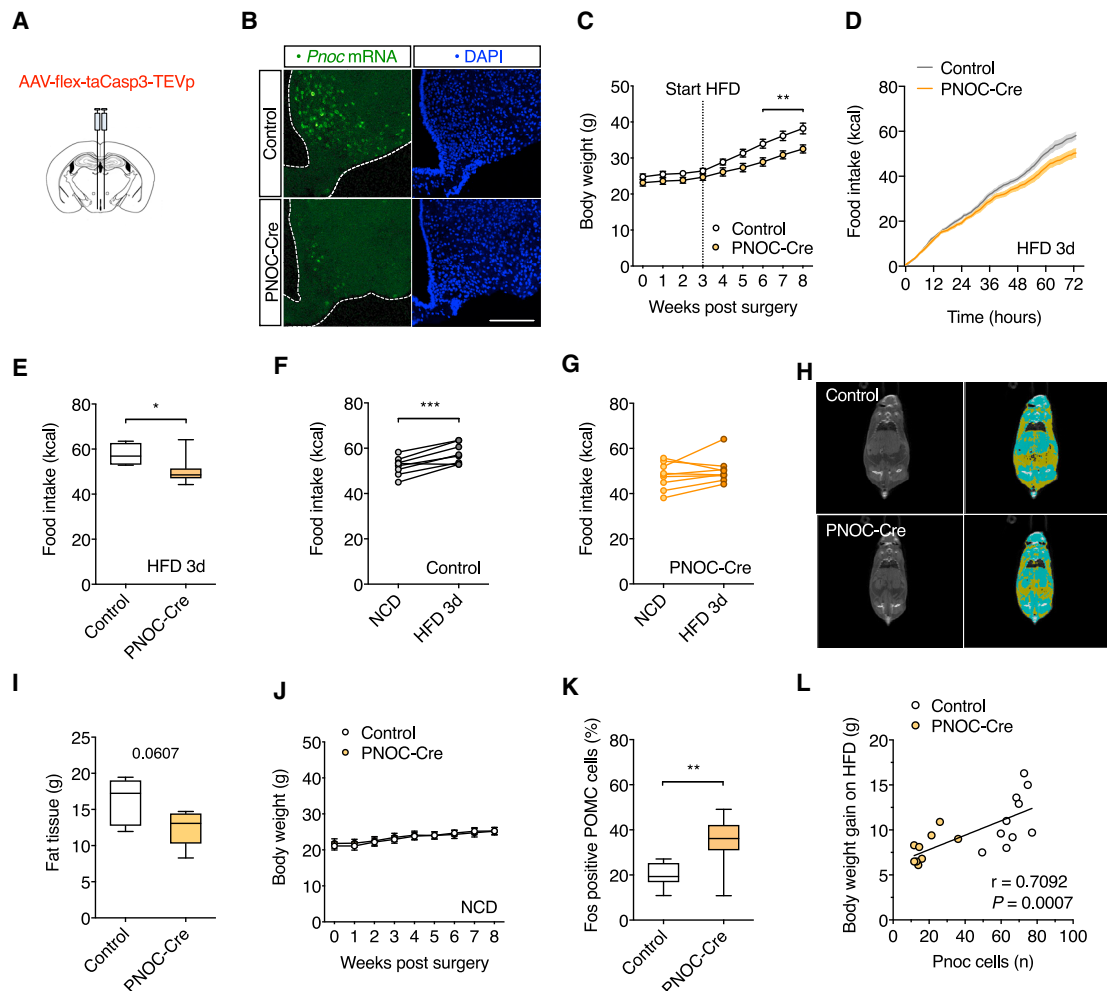 A
AAV-flex-taCasp3-TEVp
B
• Pnoc mRNA
• DAPI
Control
PNOC-Cre
C
Start HFD
**
Body weight (g)
50
40
30
20
10
0
Control
PNOC-Cre
0 1 2 3 4 5 6 7 8
Weeks post surgery
D
Control
PNOC-Cre
Food intake (kcal)
80
60
40
20
0
HFD 3d
0 12 24 36 48 60 72
Time (hours)
E
*
Food intake (kcal)
80
60
40
20
0
HFD 3d
Control
PNOC-Cre
F
***
Food intake (kcal)
80
60
40
20
0
Control
NCD
HFD 3d
G
Food intake (kcal)
80
60
40
20
0
PNOC-Cre
NCD
HFD 3d
H
Control
PNOC-Cre
I
0.0607
Fat tissue (g)
25
20
15
10
5
0
Control
PNOC-Cre
J
Control
PNOC-Cre
Body weight (g)
50
40
30
20
10
0
NCD
0 1 2 3 4 5 6 7 8
Weeks post surgery
K
**
Fos positive POMC cells (%)
80
60
40
20
0
Control
PNOC-Cre
L
Control
PNOC-Cre
Body weight gain on HFD (g)
20
15
10
5
0
r = 0.7092
P = 0.0007
0 20 40 60 80 100
Pnoc cells (n)